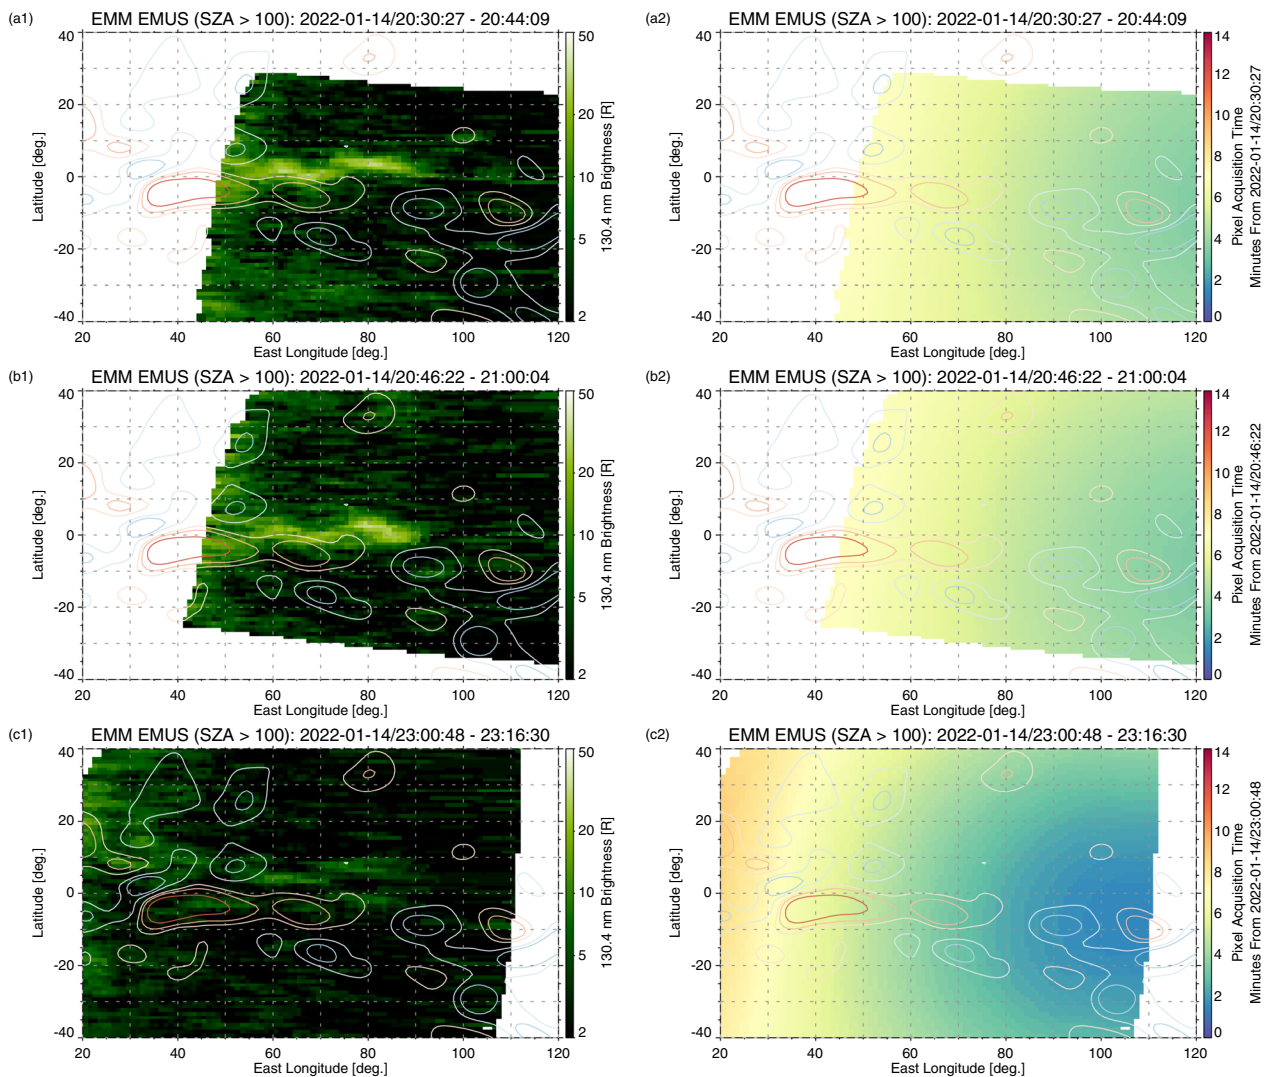 (a1) EMM EMUS (SZA > 100): 2022-01-14/20:30:27 - 20:44:09
40
20
0
-20
-40
Latitude [deg.]
20 40 60 80 100 120
East Longitude [deg.]
50
20
10
5
2
130.4 nm Brightness [R]
(a2) EMM EMUS (SZA > 100): 2022-01-14/20:30:27 - 20:44:09
40
20
0
-20
-40
Latitude [deg.]
20 40 60 80 100 120
East Longitude [deg.]
14
12
10
8
6
4
2
0
Pixel Acquisition Time
Minutes From 2022-01-14/20:30:27
(b1) EMM EMUS (SZA > 100): 2022-01-14/20:46:22 - 21:00:04
40
20
0
-20
-40
Latitude [deg.]
20 40 60 80 100 120
East Longitude [deg.]
50
20
10
5
2
130.4 nm Brightness [R]
(b2) EMM EMUS (SZA > 100): 2022-01-14/20:46:22 - 21:00:04
40
20
0
-20
-40
Latitude [deg.]
20 40 60 80 100 120
East Longitude [deg.]
14
12
10
8
6
4
2
0
Pixel Acquisition Time
Minutes From 2022-01-14/20:46:22
(c1) EMM EMUS (SZA > 100): 2022-01-14/23:00:48 - 23:16:30
40
20
0
-20
-40
Latitude [deg.]
20 40 60 80 100 120
East Longitude [deg.]
50
20
10
5
2
130.4 nm Brightness [R]
(c2) EMM EMUS (SZA > 100): 2022-01-14/23:00:48 - 23:16:30
40
20
0
-20
-40
Latitude [deg.]
20 40 60 80 100 120
East Longitude [deg.]
14
12
10
8
6
4
2
0
Pixel Acquisition Time
Minutes From 2022-01-14/23:00:48